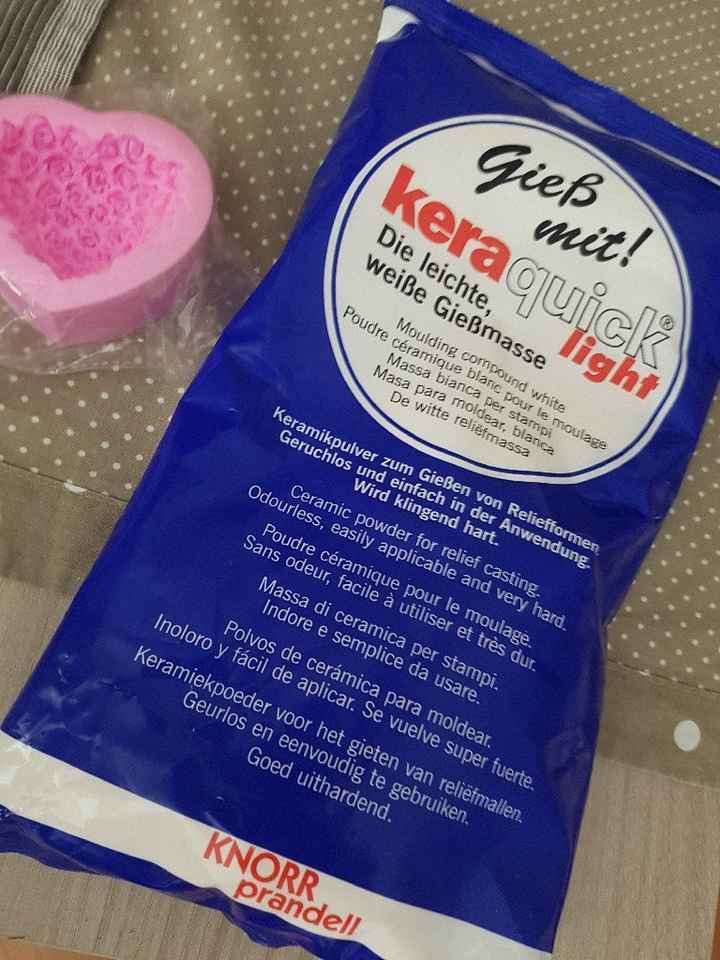 Gieß
mit!
keraquick®
light
Die leichte,
weiße Gießmasse
Moulding compound white
Poudre céramique blanc pour le moulage
Massa bianca per stampi
Masa para moldear, blanca
De witte reliëfmassa
Keramikpulver zum Gießen von Reliefformen.
Geruchlos und einfach in der Anwendung.
Wird klingend hart.
Ceramic powder for relief casting.
Odourless, easily applicable and very hard.
Poudre céramique pour le moulage.
Sans odeur, facile à utiliser et très dur.
Massa di ceramica per stampi.
Indore e semplice da usare.
Polvos de cerámica para moldear.
Inoloro y fácil de aplicar. Se vuelve super fuerte.
Keramiekpoeder voor het gieten van reliëfmallen.
Geurlos en eenvoudig te gebruiken.
Goed uithardend.
KNORR
prandell